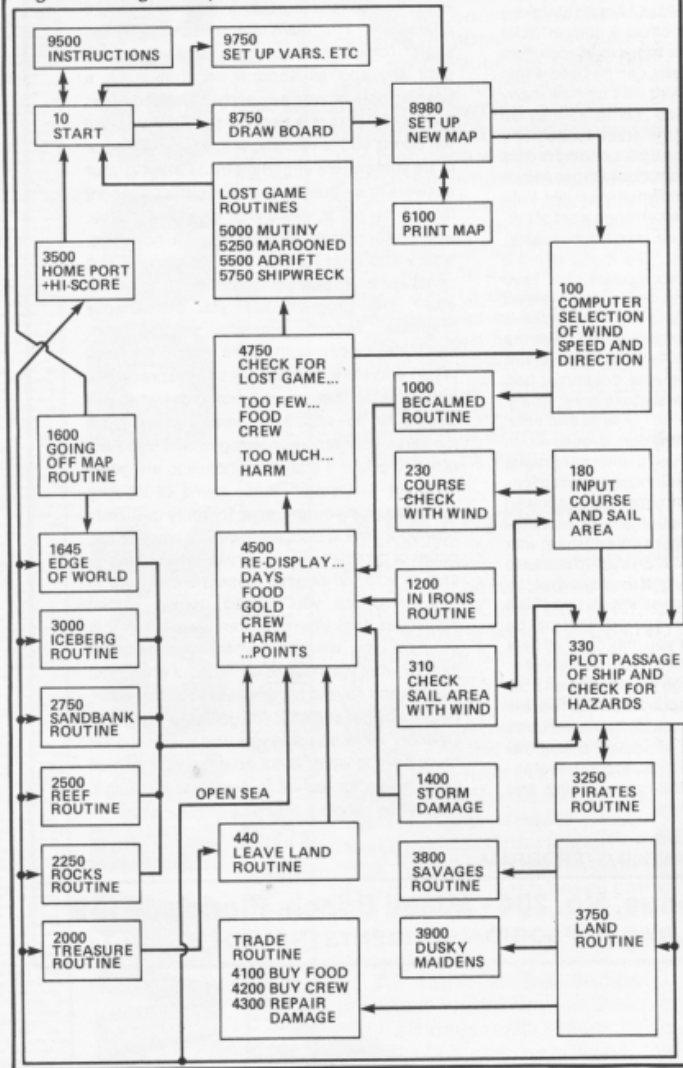 9500
INSTRUCTIONS
9750
SET UP VARS. ETC
10
START
8750
DRAW BOARD
8980
SET UP
NEW MAP
6100
PRINT MAP
3500
HOME PORT
+HI-SCORE
LOST GAME
ROUTINES
5000 MUTINY
5250 MAROONED
5500 ADRIFT
5750 SHIPWRECK
100
COMPUTER
SELECTION
OF WIND
SPEED AND
DIRECTION
4750
CHECK FOR
LOST GAME...
TOO FEW...
FOOD
CREW
TOO MUCH...
HARM
1000
BECALMED
ROUTINE
1600
GOING
OFF MAP
ROUTINE
230
COURSE
CHECK
WITH WIND
180
INPUT
COURSE
AND SAIL
AREA
1645
EDGE
OF WORLD
4500
RE-DISPLAY...
DAYS
FOOD
GOLD
CREW
HARM
...POINTS
1200
IN IRONS
ROUTINE
3000
ICEBERG
ROUTINE
310
CHECK
SAIL AREA
WITH WIND
330
PLOT PASSAGE
OF SHIP AND
CHECK FOR
HAZARDS
2750
SANDBANK
ROUTINE
2500
REEF
ROUTINE
OPEN SEA
1400
STORM
DAMAGE
3250
PIRATES
ROUTINE
2250
ROCKS
ROUTINE
440
LEAVE LAND
ROUTINE
3800
SAVAGES
ROUTINE
3750
LAND
ROUTINE
2000
TREASURE
ROUTINE
TRADE
ROUTINE
4100 BUY FOOD
4200 BUY CREW
4300 REPAIR
DAMAGE
3900
DUSKY
MAIDENS